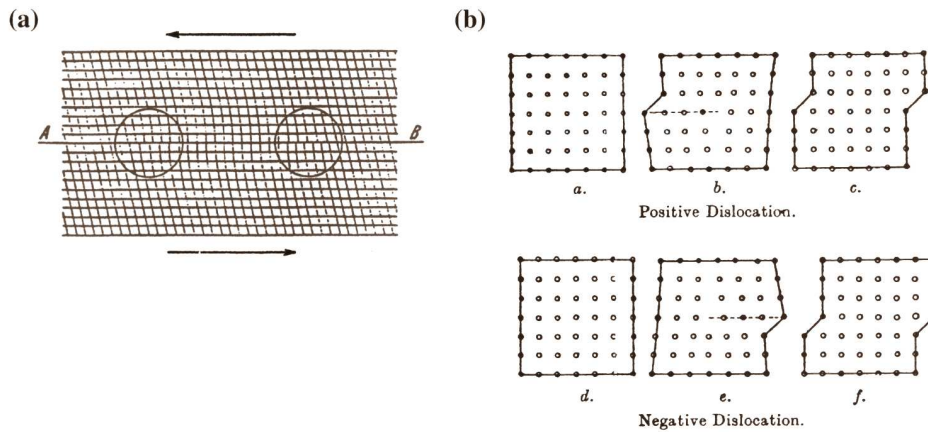 (a)
A
B
(b)
a.
b.
c.
Positive Dislocation.
d.
e.
f.
Negative Dislocation.